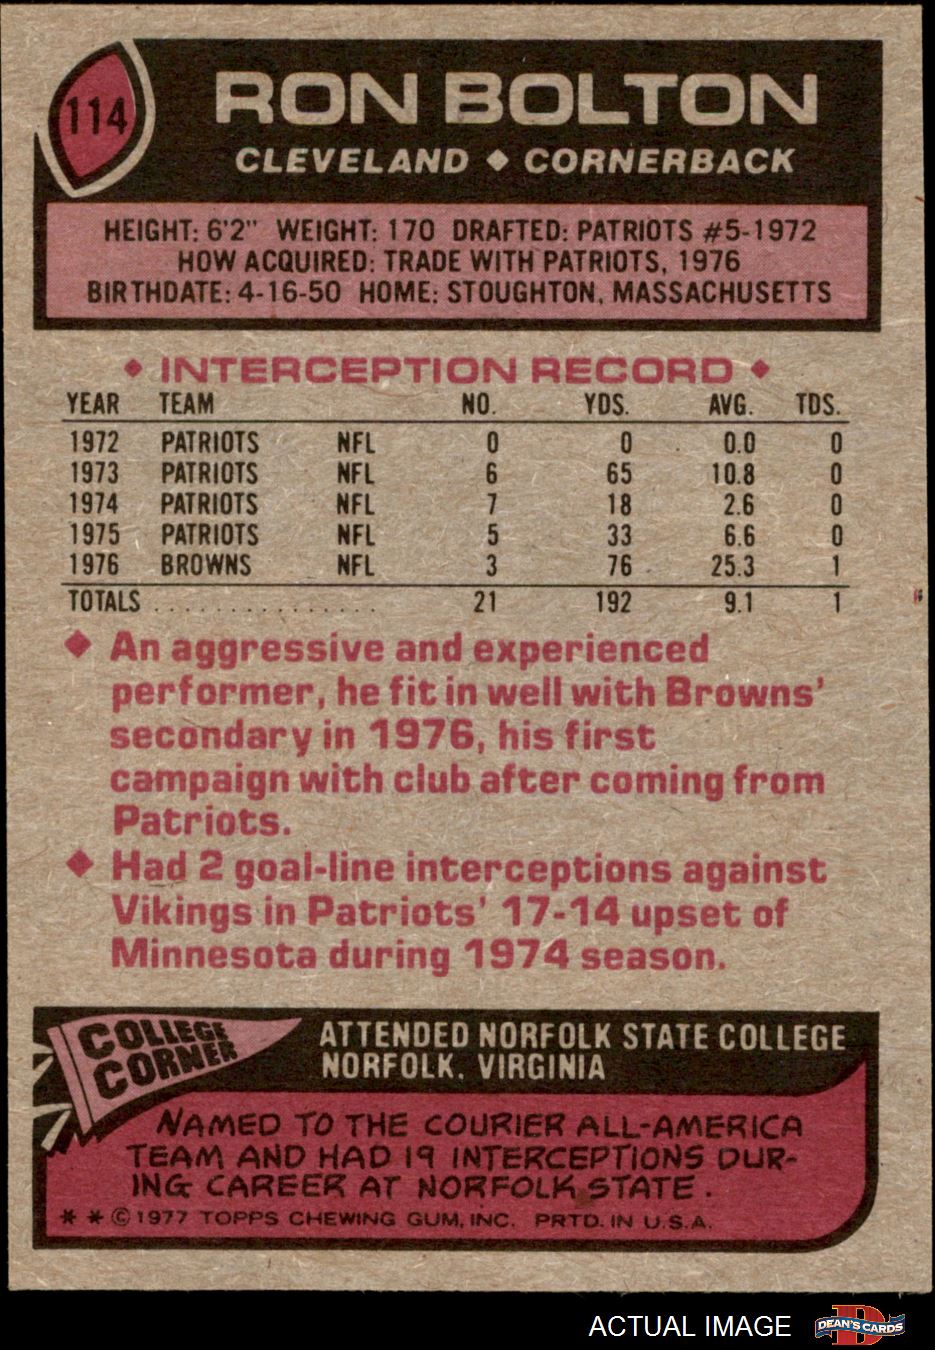 114
RON BOLTON
CLEVELAND ◆ CORNERBACK
HEIGHT: 6'2" WEIGHT: 170 DRAFTED: PATRIOTS #5-1972
HOW ACQUIRED: TRADE WITH PATRIOTS, 1976
BIRTHDATE: 4-16-50 HOME: STOUGHTON, MASSACHUSETTS
◆ INTERCEPTION RECORD ◆
YEAR TEAM NO. YDS. AVG. TDS.
1972 PATRIOTS NFL 0 0 0.0 0
1973 PATRIOTS NFL 6 65 10.8 0
1974 PATRIOTS NFL 7 18 2.6 0
1975 PATRIOTS NFL 5 33 6.6 0
1976 BROWNS NFL 3 76 25.3 1
TOTALS . . . . . . . . . . . . . . . 21 192 9.1 1
◆ An aggressive and experienced
performer, he fit in well with Browns'
secondary in 1976, his first
campaign with club after coming from
Patriots.
◆ Had 2 goal-line interceptions against
Vikings in Patriots' 17-14 upset of
Minnesota during 1974 season.
COLLEGE
CORNER
ATTENDED NORFOLK STATE COLLEGE
NORFOLK, VIRGINIA
NAMED TO THE COURIER ALL-AMERICA
TEAM AND HAD 19 INTERCEPTIONS DUR-
ING CAREER AT NORFOLK STATE.
* * © 1977 TOPPS CHEWING GUM, INC. PRTD. IN U.S.A.
ACTUAL IMAGE
D
DEAN'S CARDS